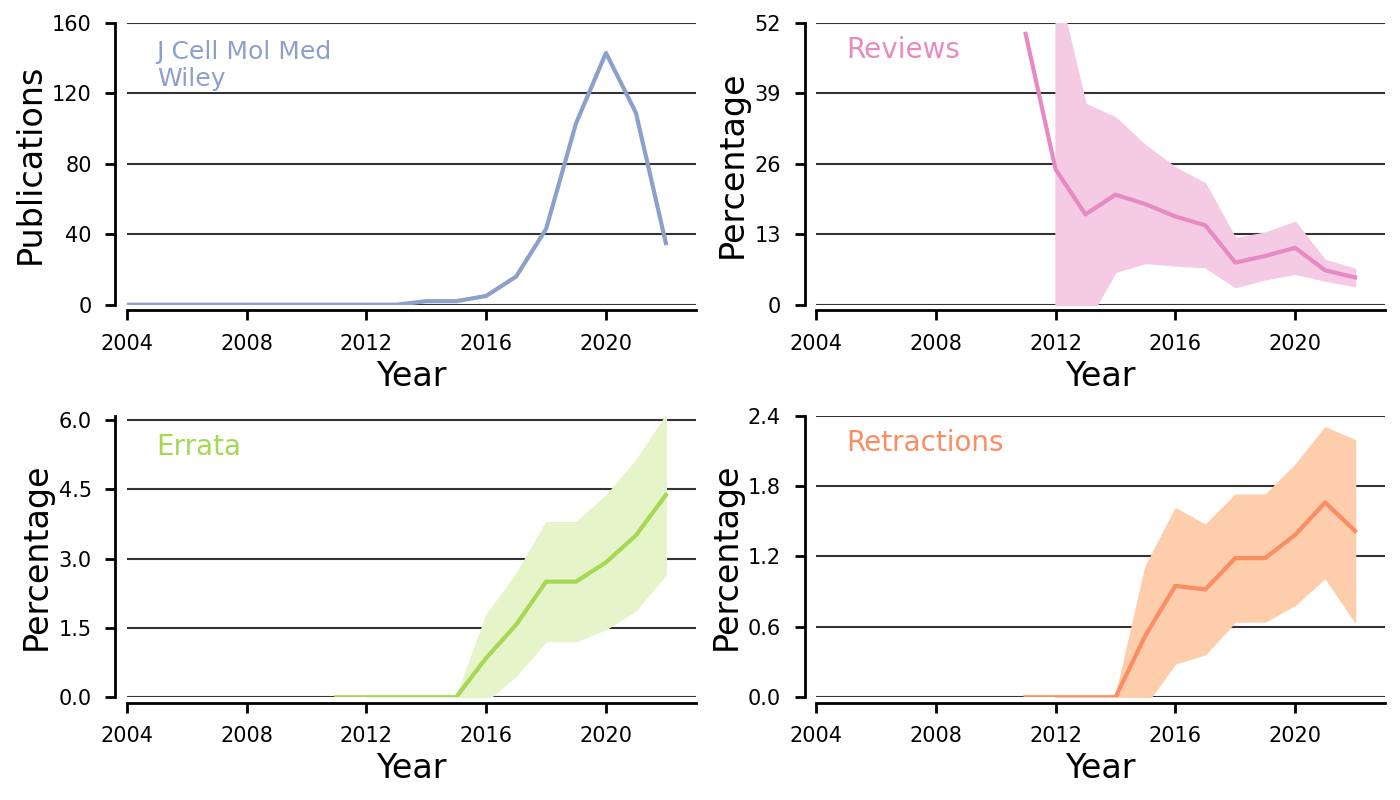 160
120
80
40
0
Publications
J Cell Mol Med
Wiley
2004 2008 2012 2016 2020
Year
52
39
26
13
0
Percentage
Reviews
2004 2008 2012 2016 2020
Year
6.0
4.5
3.0
1.5
0.0
Percentage
Errata
2004 2008 2012 2016 2020
Year
2.4
1.8
1.2
0.6
0.0
Percentage
Retractions
2004 2008 2012 2016 2020
Year